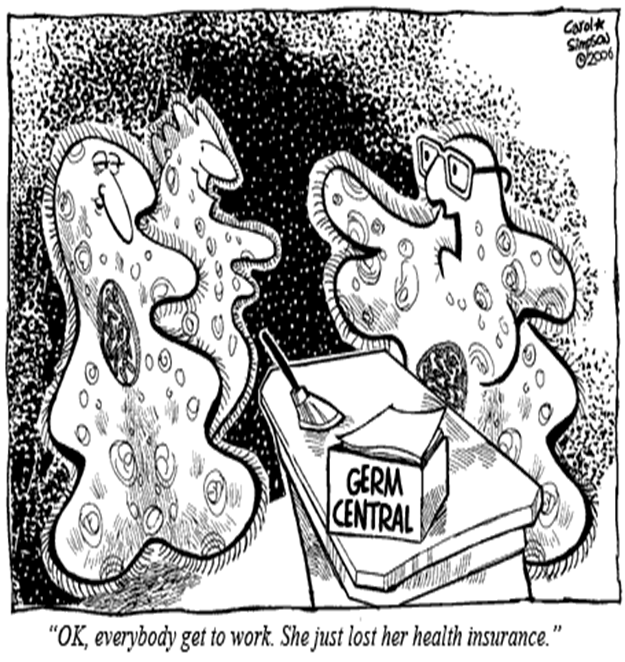 Carol★
Simpson
©2006
GERM
CENTRAL
“OK, everybody get to work. She just lost her health insurance.”